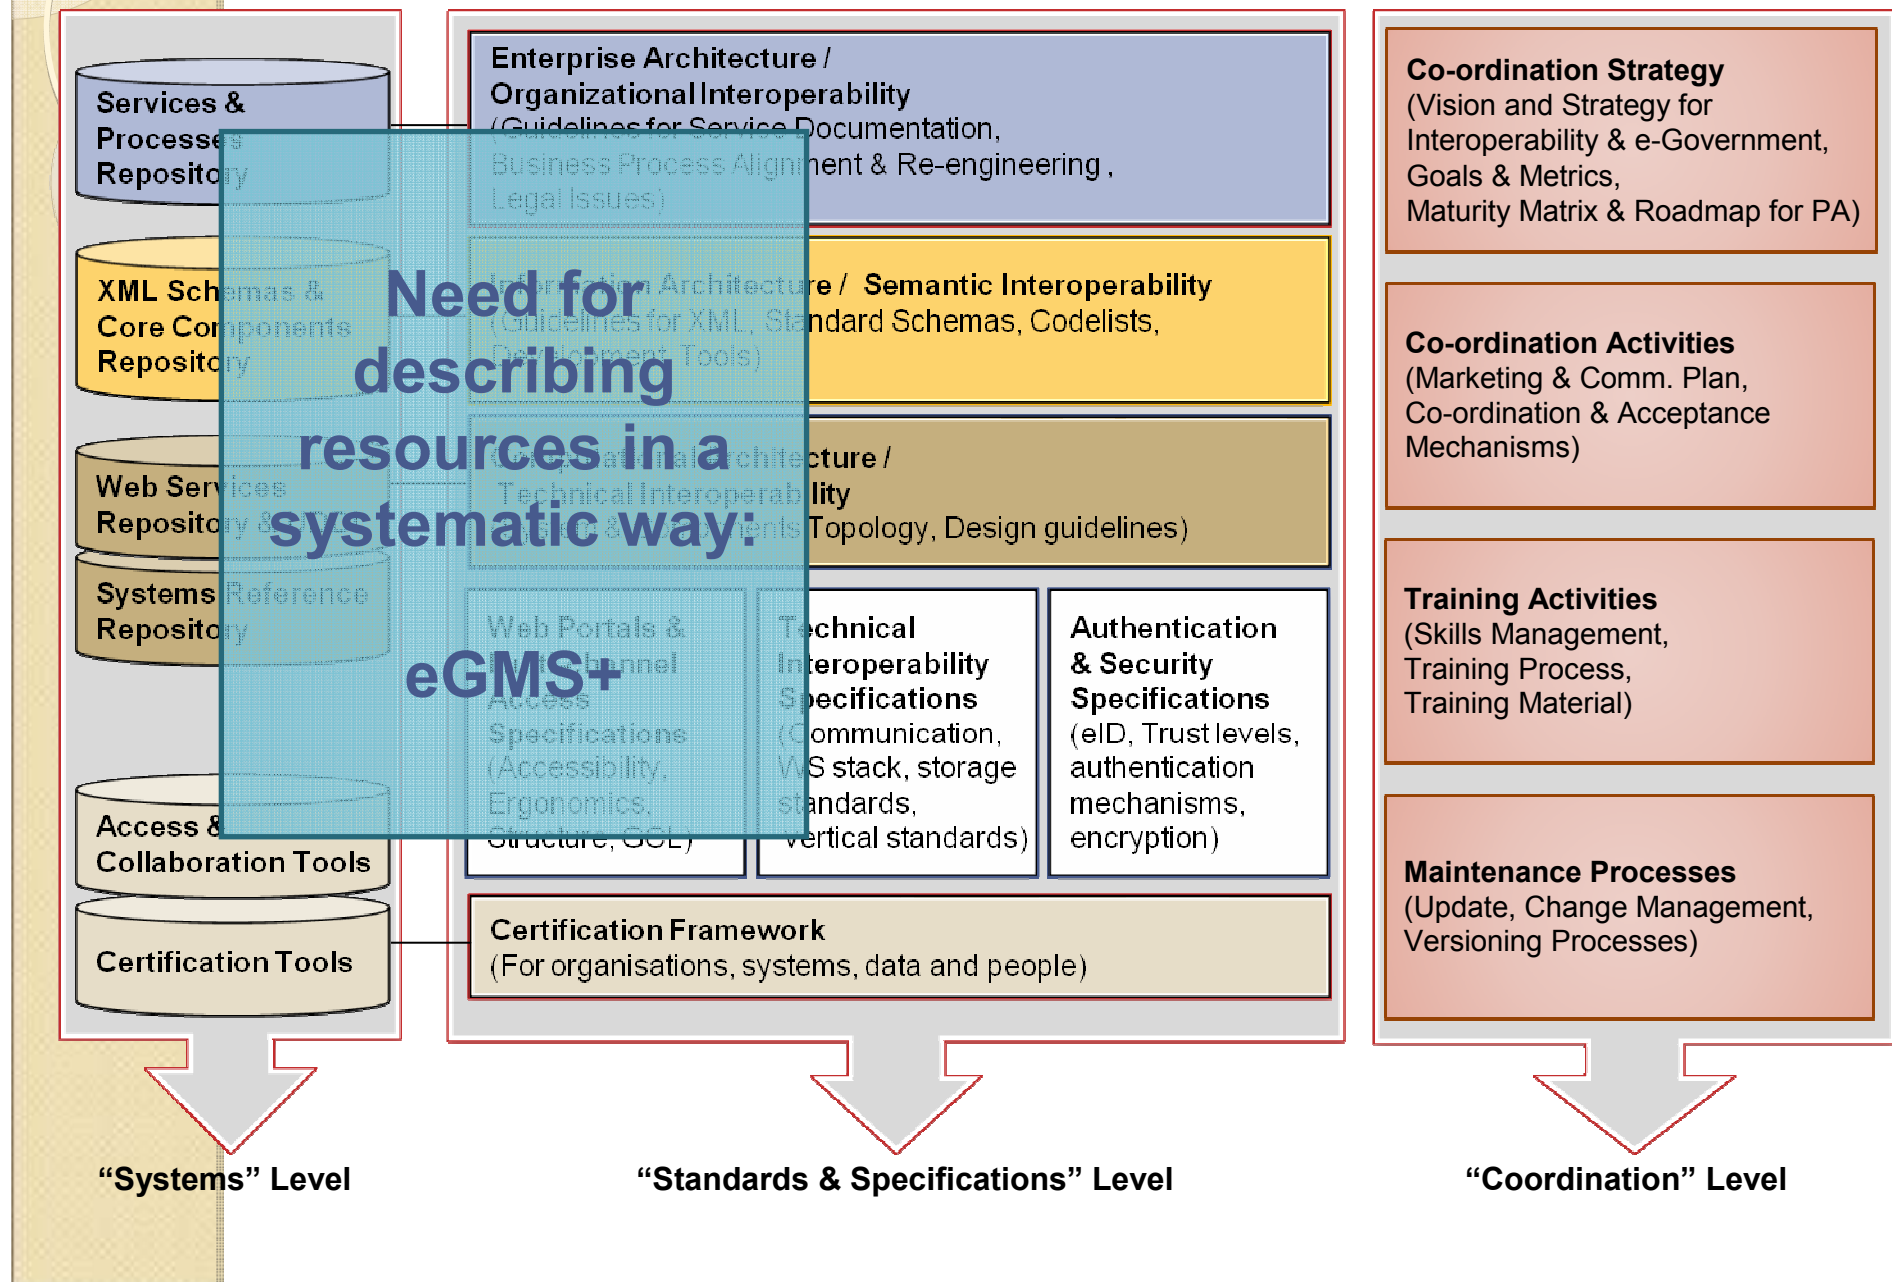 Services &
Processes
Repository
XML Schemas &
Core Components
Repository
Web Services
Repository &
Systems Reference
Repository
Access &
Collaboration Tools
Certification Tools
Enterprise Architecture /
Organizational Interoperability
(Guidelines for Service Documentation,
Business Process Alignment & Re-engineering ,
Legal Issues)
Information Architecture / Semantic Interoperability
(Guidelines for XML, Standard Schemas, Codelists,
Development Tools)
Architecture /
Technical Interoperability
Topology, Design guidelines)
Web Portals &
Access
Specifications
(Accessibility,
Ergonomics,
Structure, GCL)
Technical
Interoperability
Specifications
(Communication,
WS stack, storage
standards,
vertical standards)
Authentication
& Security
Specifications
(eID, Trust levels,
authentication
mechanisms,
encryption)
Certification Framework
(For organisations, systems, data and people)
Need for
describing
resources in a
systematic way:
eGMS+
Co-ordination Strategy
(Vision and Strategy for
Interoperability & e-Government,
Goals & Metrics,
Maturity Matrix & Roadmap for PA)
Co-ordination Activities
(Marketing & Comm. Plan,
Co-ordination & Acceptance
Mechanisms)
Training Activities
(Skills Management,
Training Process,
Training Material)
Maintenance Processes
(Update, Change Management,
Versioning Processes)
“Systems” Level
“Standards & Specifications” Level
“Coordination” Level